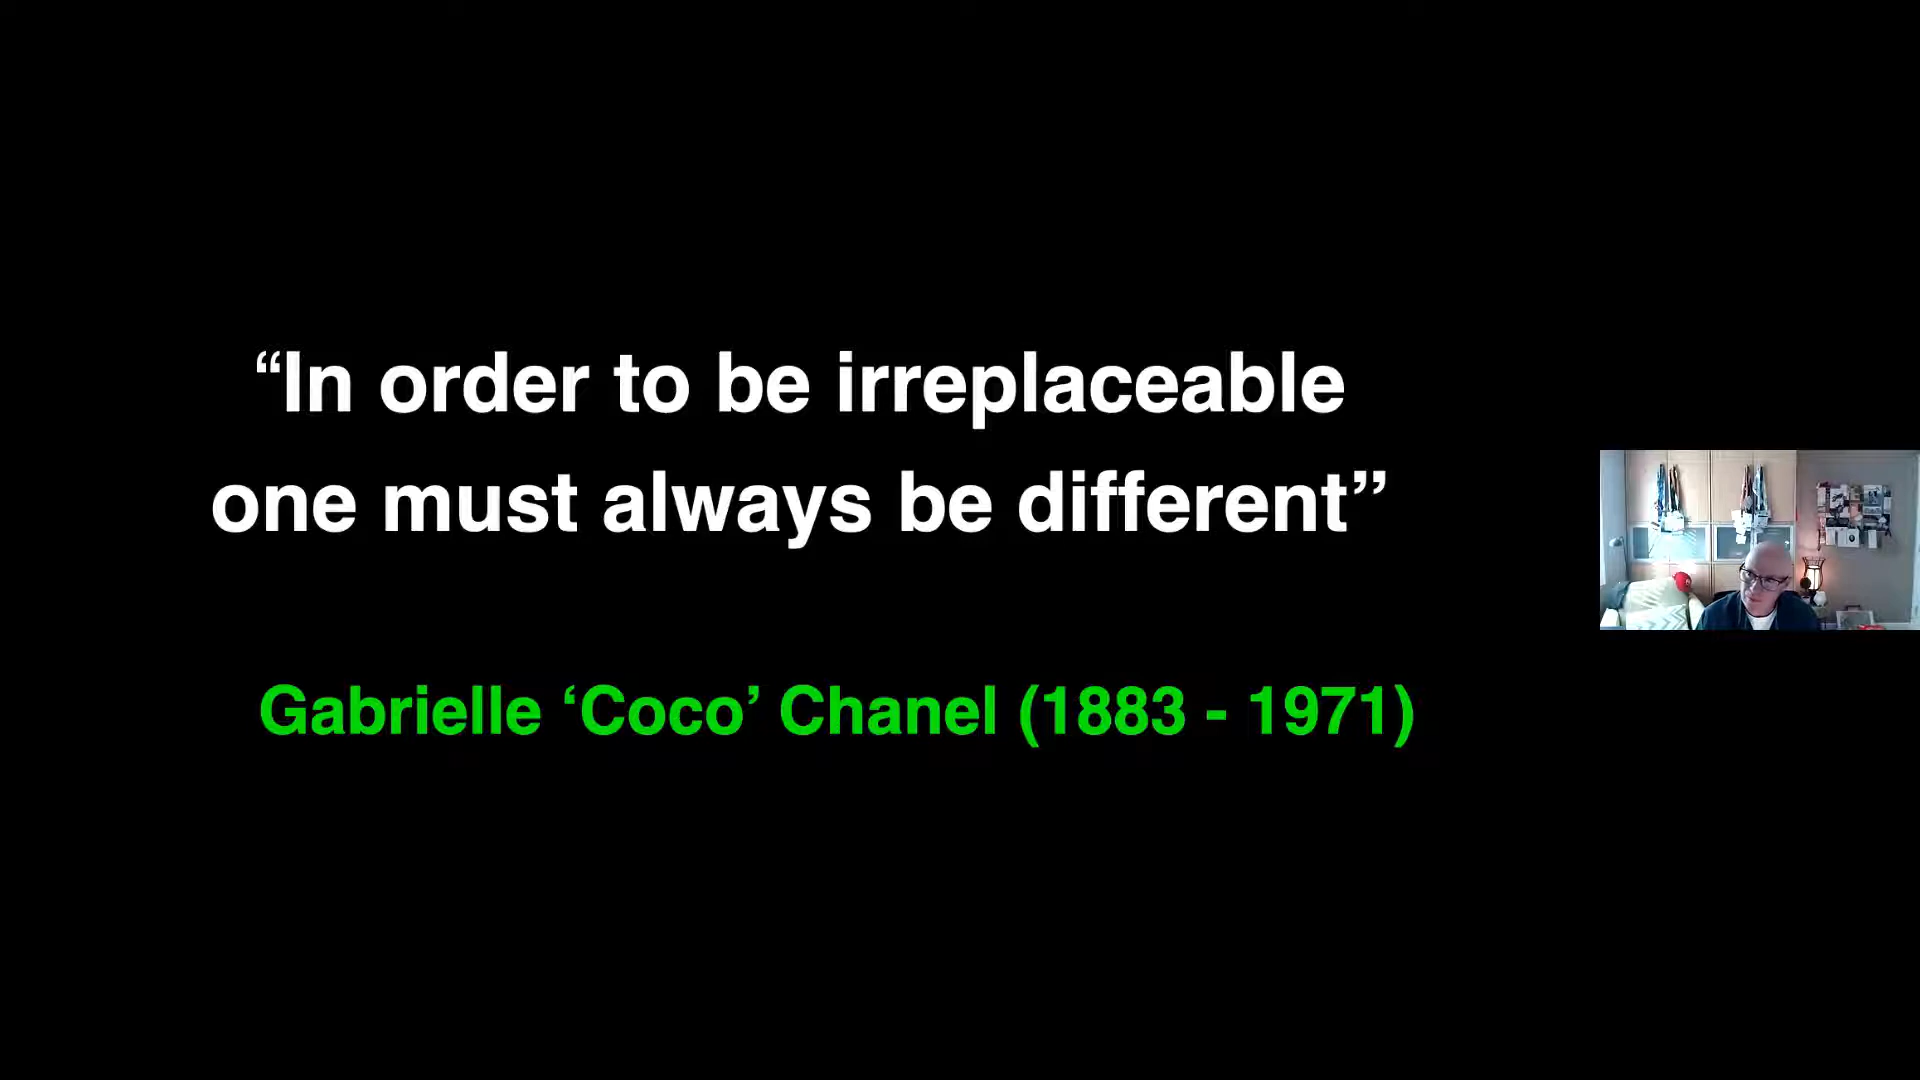 “In order to be irreplaceable
one must always be different”
Gabrielle ‘Coco’ Chanel (1883 - 1971)